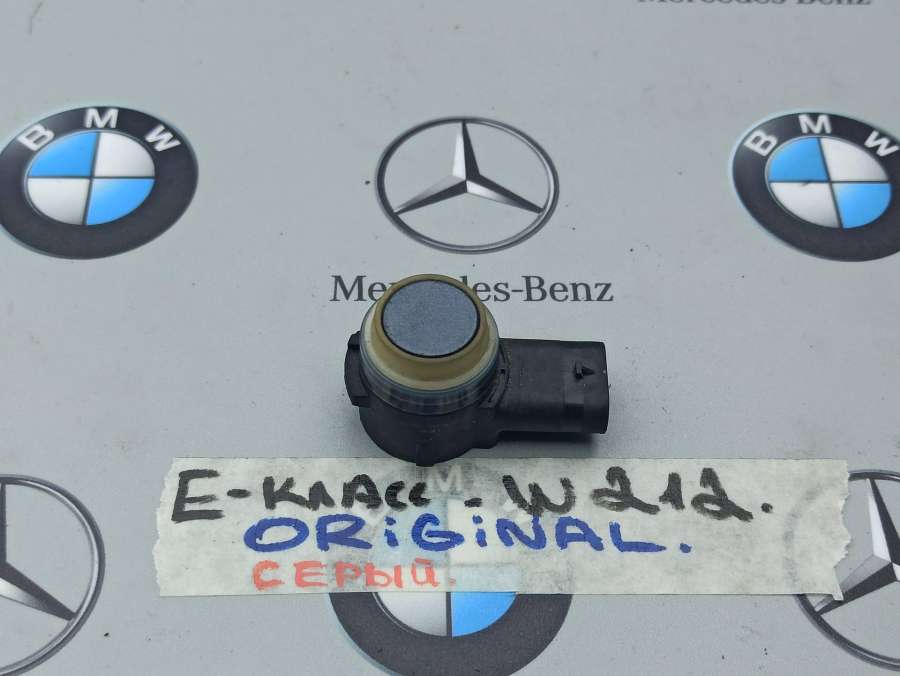 Mercedes-Benz
BMW
BMW
Mercedes-Benz
Е-класс-W212.
ORiGiNAL.
СЕРЫЙ.